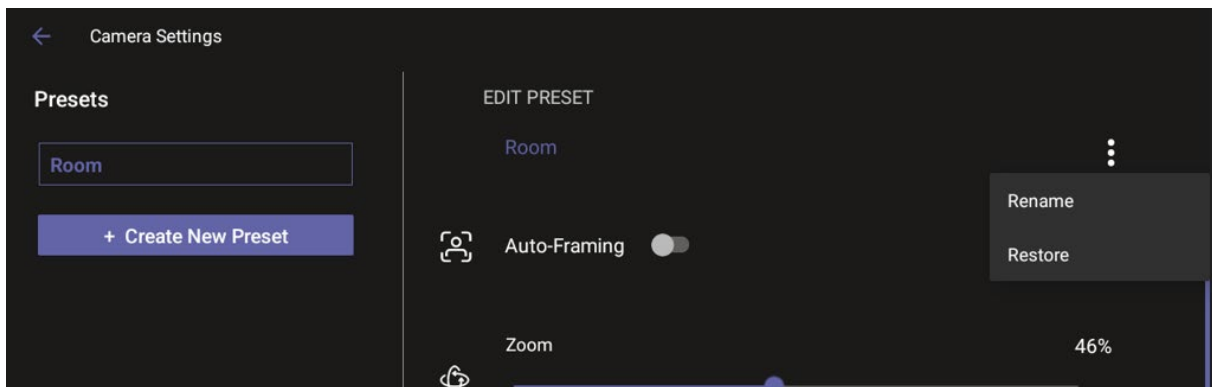 Camera Settings
Presets
Room
+ Create New Preset
EDIT PRESET
Room
Rename
Restore
Auto-Framing
Zoom
46%